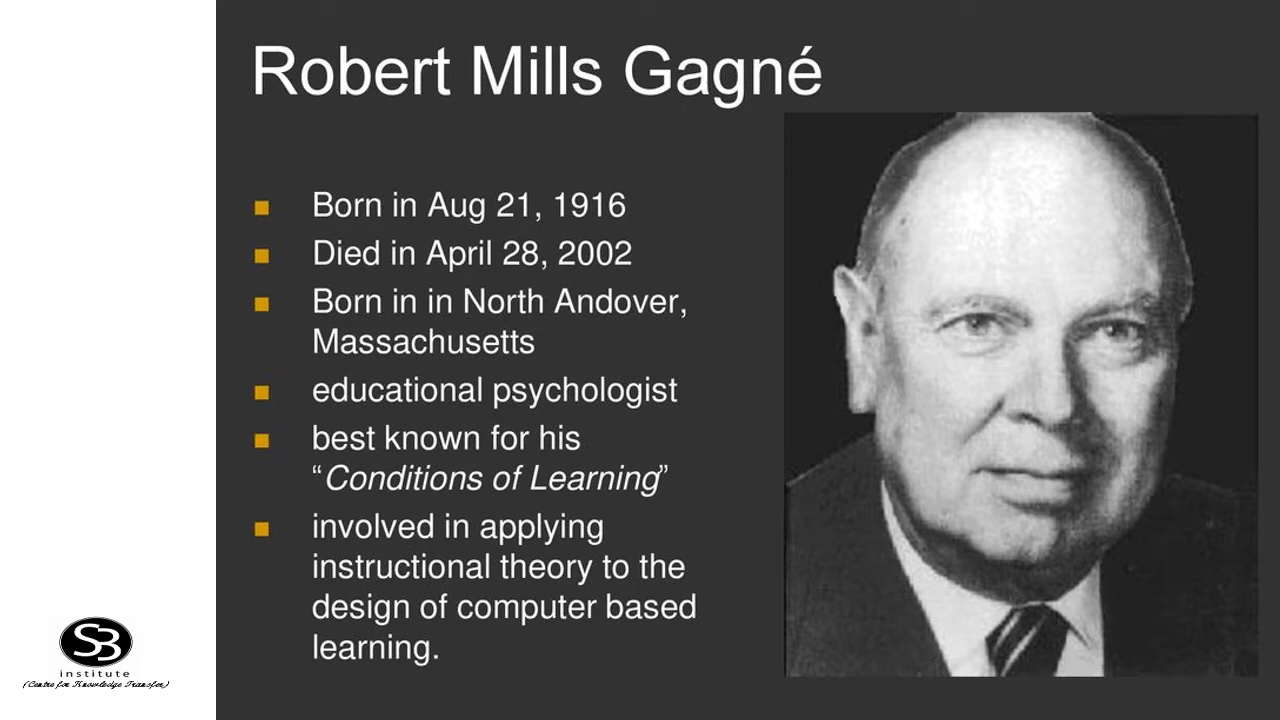 Robert Mills Gagné
Born in Aug 21, 1916
Died in April 28, 2002
Born in in North Andover,
Massachusetts
educational psychologist
best known for his
“Conditions of Learning”
involved in applying
instructional theory to the
design of computer based
learning.
SB
institute
(Centre for Knowledge Transfer)